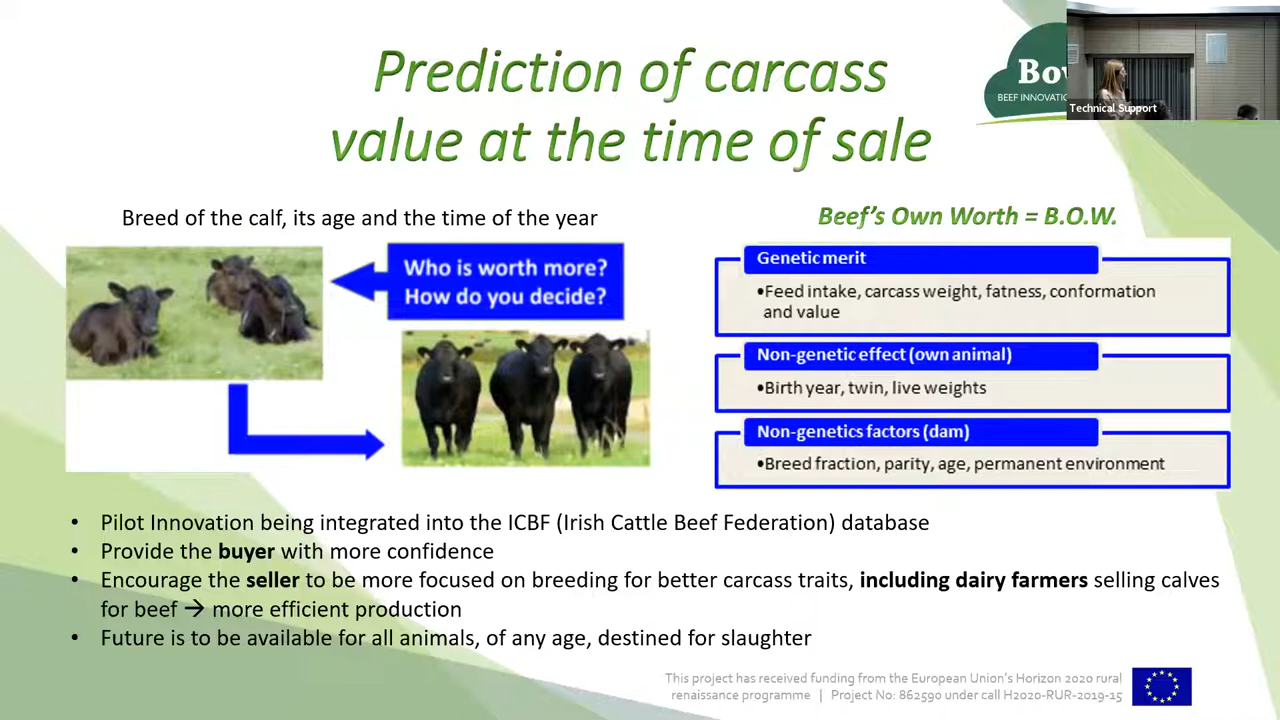 Prediction of carcass
value at the time of sale
BEEF INNOVATIO
Technical Support
Breed of the calf, its age and the time of the year
Who is worth more?
How do you decide?
Beef's Own Worth = B.O.W.
Genetic merit
•Feed intake, carcass weight, fatness, conformation
and value
Non-genetic effect (own animal)
•Birth year, twin, live weights
Non-genetics factors (dam)
•Breed fraction, parity, age, permanent environment
• Pilot Innovation being integrated into the ICBF (Irish Cattle Beef Federation) database
• Provide the buyer with more confidence
• Encourage the seller to be more focused on breeding for better carcass traits, including dairy farmers selling calves
for beef → more efficient production
• Future is to be available for all animals, of any age, destined for slaughter
This project has received funding from the European Union's Horizon 2020 rural
renaissance programme | Project No: 862590 under call H2020-RUR-2019-15